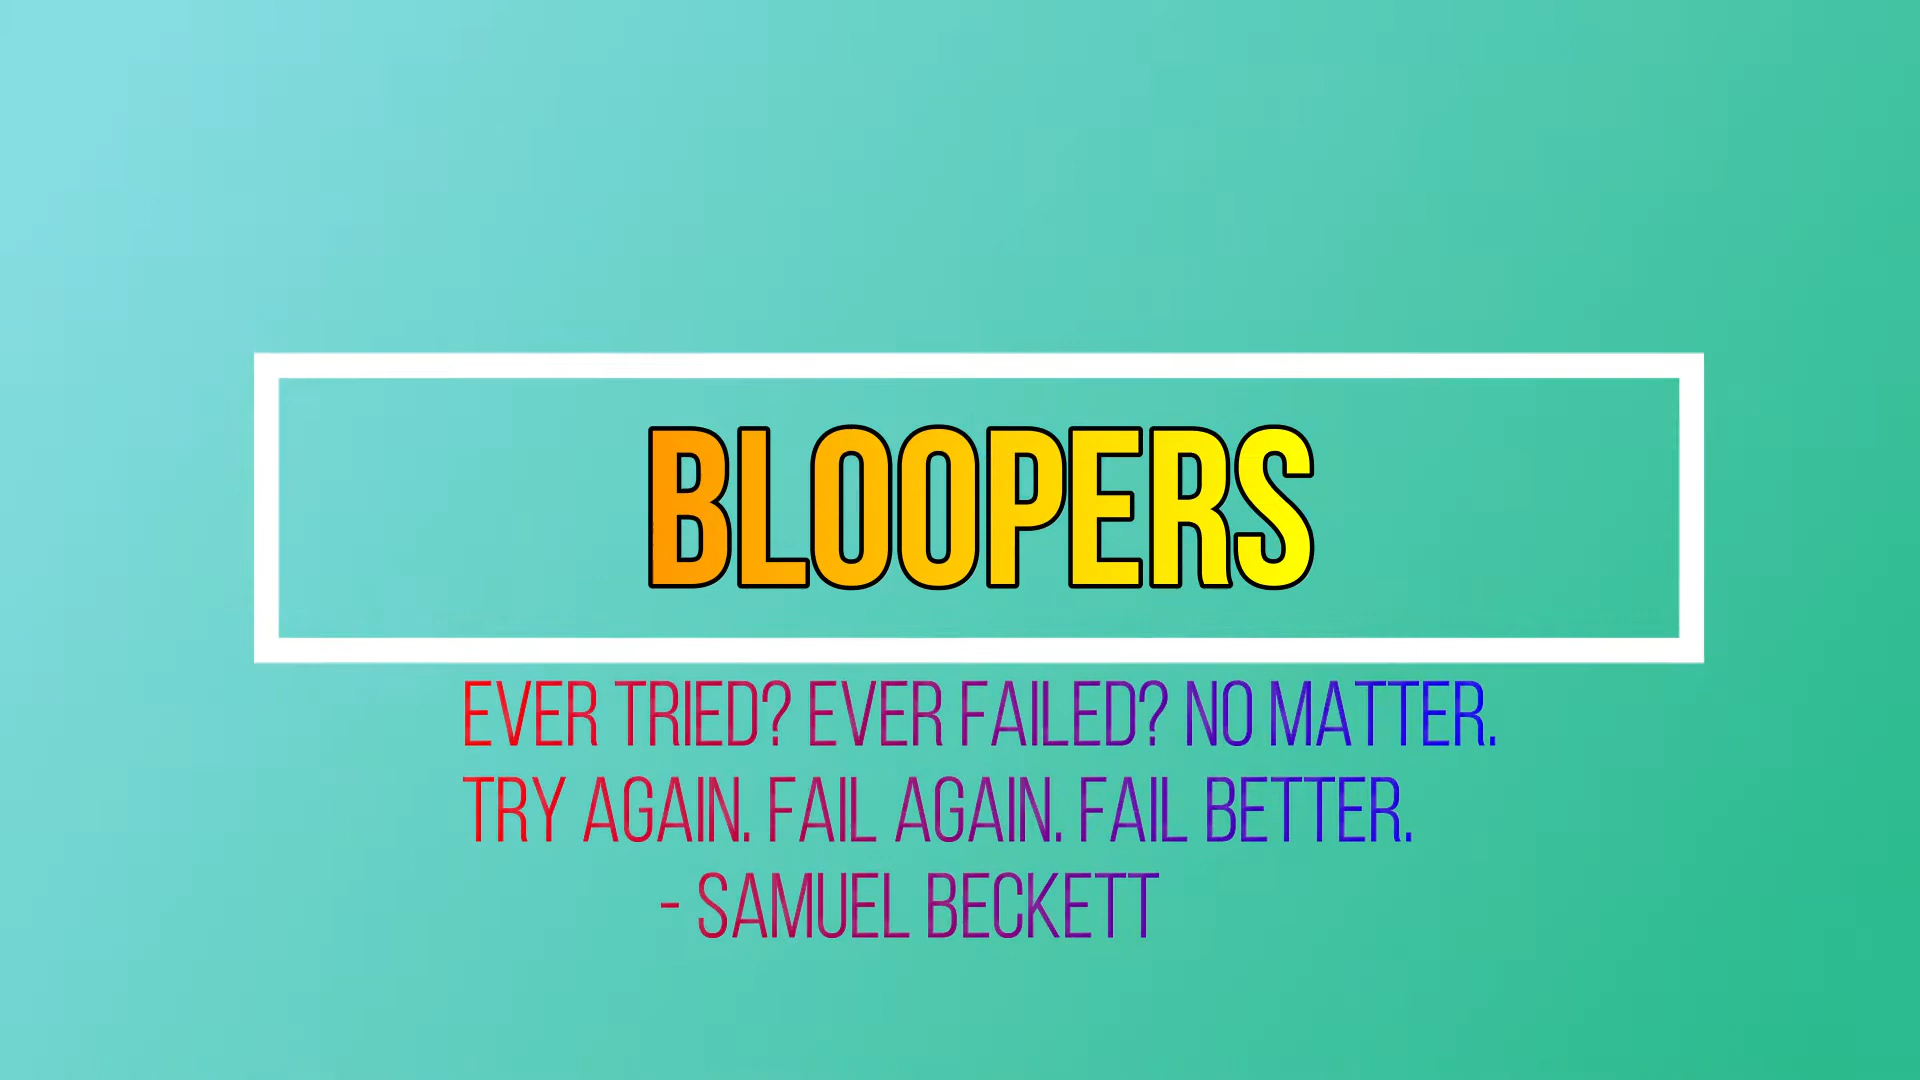 BLOOPERS
EVER TRIED? EVER FAILED? NO MATTER.
TRY AGAIN. FAIL AGAIN. FAIL BETTER.
- SAMUEL BECKETT